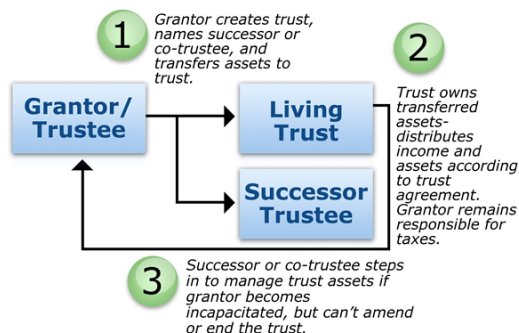 1
Grantor creates trust,
names successor or
co-trustee, and
transfers assets to
trust.
2
Grantor/
Trustee
Living
Trust
Successor
Trustee
Trust owns
transferred
assets-
distributes
income and
assets according
to trust
agreement.
Grantor remains
responsible for
taxes.
3
Successor or co-trustee steps
in to manage trust assets if
grantor becomes
incapacitated, but can't amend
or end the trust.